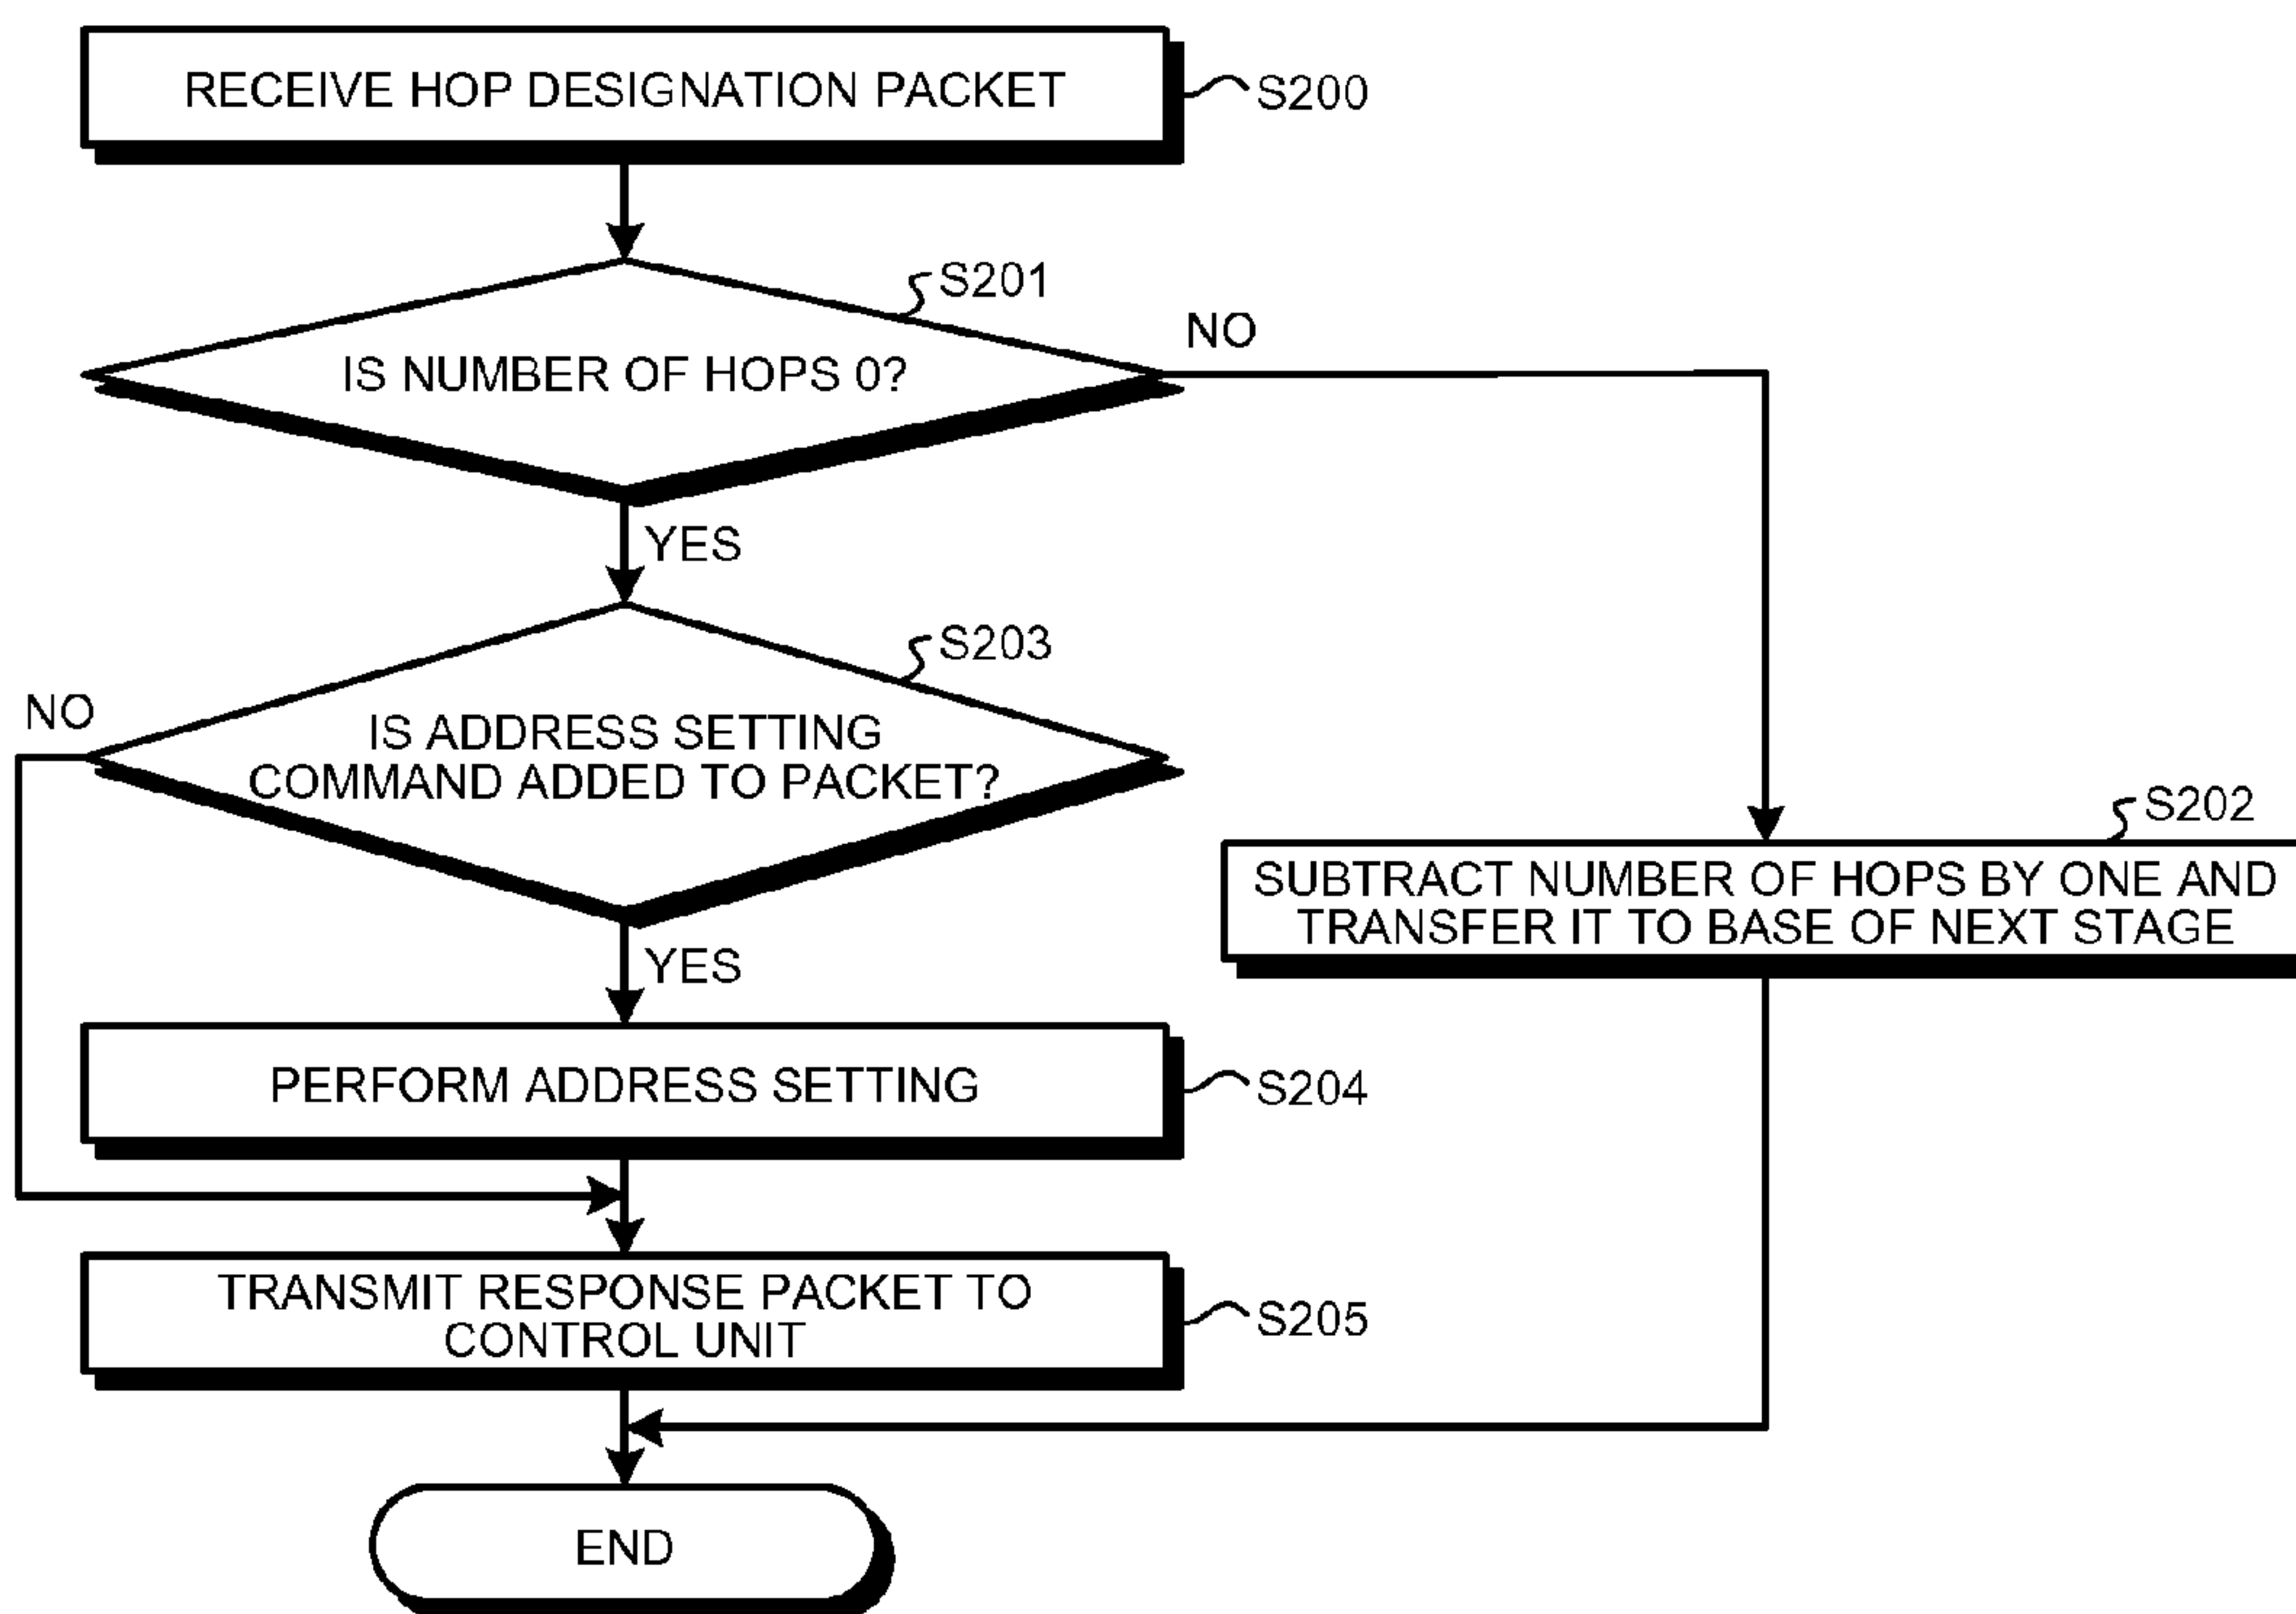 RECEIVE HOP DESIGNATION PACKET
S200
S201
IS NUMBER OF HOPS 0?
NO
YES
S203
NO
IS ADDRESS SETTING
COMMAND ADDED TO PACKET?
S202
SUBTRACT NUMBER OF HOPS BY ONE AND
TRANSFER IT TO BASE OF NEXT STAGE
YES
PERFORM ADDRESS SETTING
S204
TRANSMIT RESPONSE PACKET TO
CONTROL UNIT
S205
END